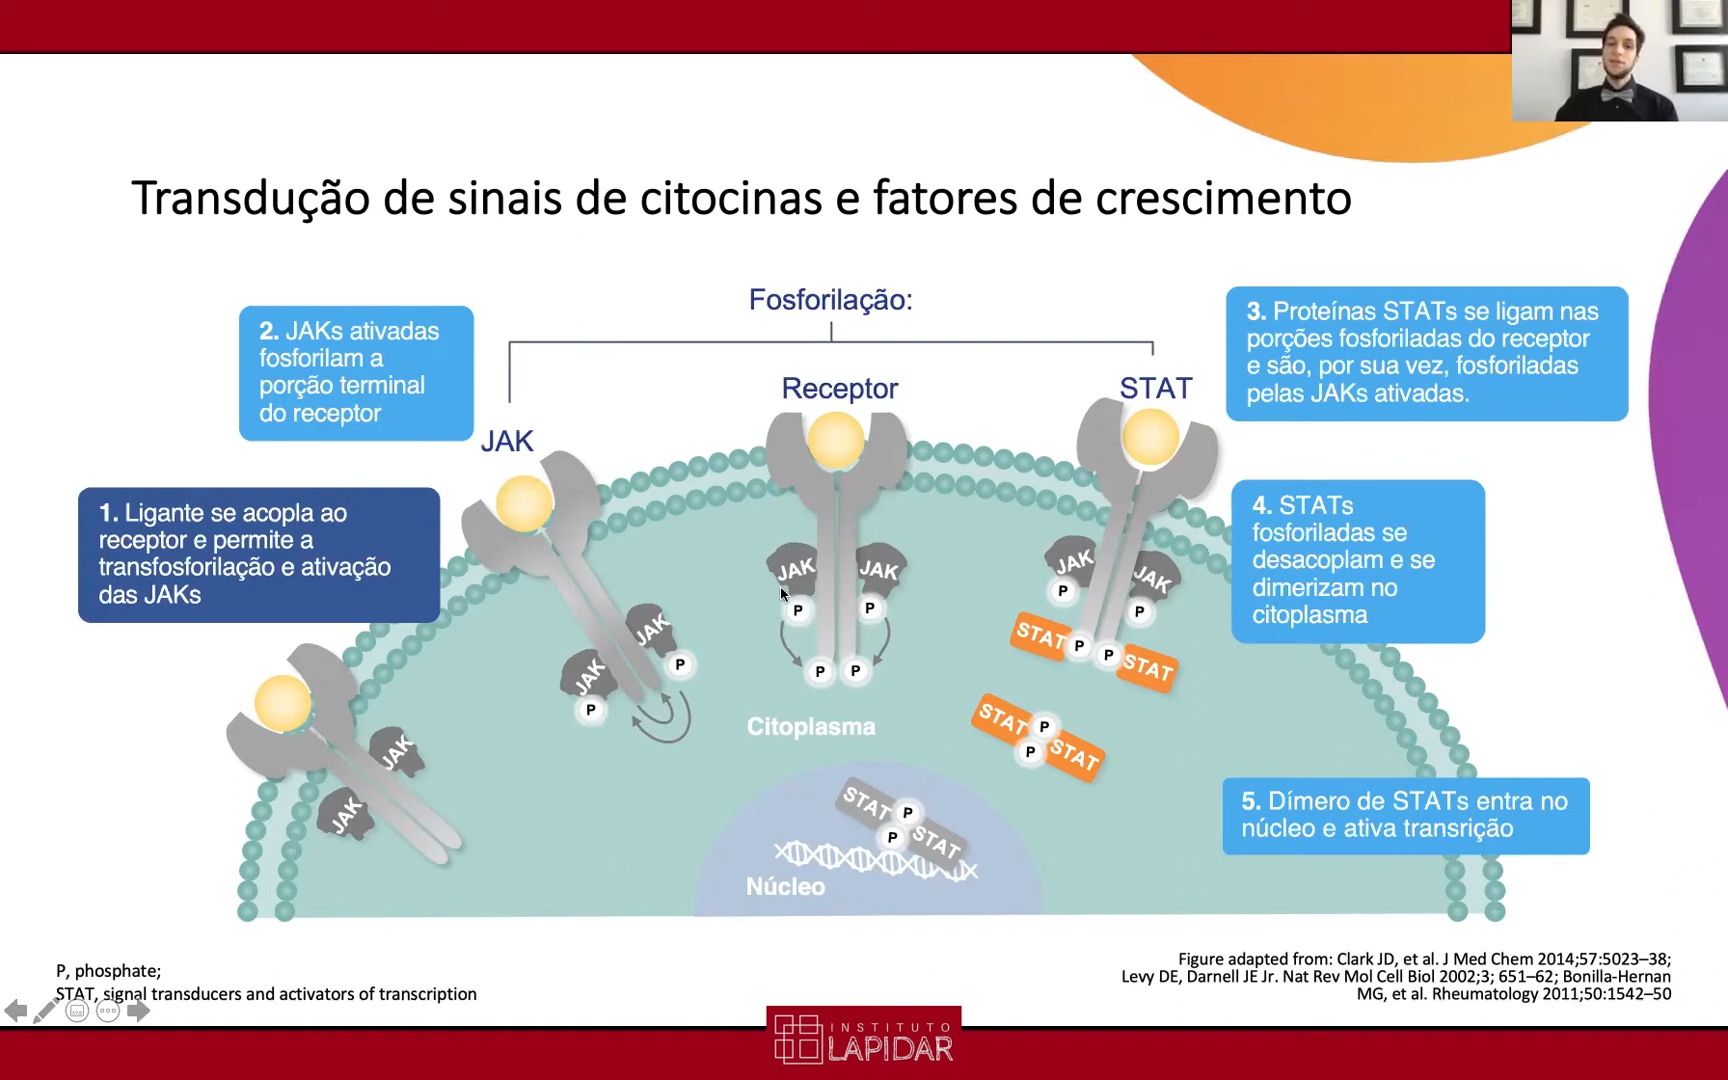 Transdução de sinais de citocinas e fatores de crescimento
Fosforilação:
2. JAKs ativadas
fosforilam a
porção terminal
do receptor
3. Proteínas STATs se ligam nas
porções fosforiladas do receptor
e são, por sua vez, fosforiladas
pelas JAKs ativadas.
JAK
Receptor
STAT
1. Ligante se acopla ao
receptor e permite a
transfosforilação e ativação
das JAKs
4. STATs
fosforiladas se
desacoplam e se
dimerizam no
citoplasma
JAK
JAK
JAK
JAK
P
P
JAK
JAK
P
P
P
P
JAK
JAK
P
P
STAT
P
P
STAT
STAT
P
P
STAT
Citoplasma
STAT
P
P
STAT
Núcleo
5. Dímero de STATs entra no
núcleo e ativa transrição
P, phosphate;
STAT, signal transducers and activators of transcription
Figure adapted from: Clark JD, et al. J Med Chem 2014;57:5023–38;
Levy DE, Darnell JE Jr. Nat Rev Mol Cell Biol 2002;3; 651–62; Bonilla-Hernan
MG, et al. Rheumatology 2011;50:1542–50
INSTITUTO
LAPIDAR